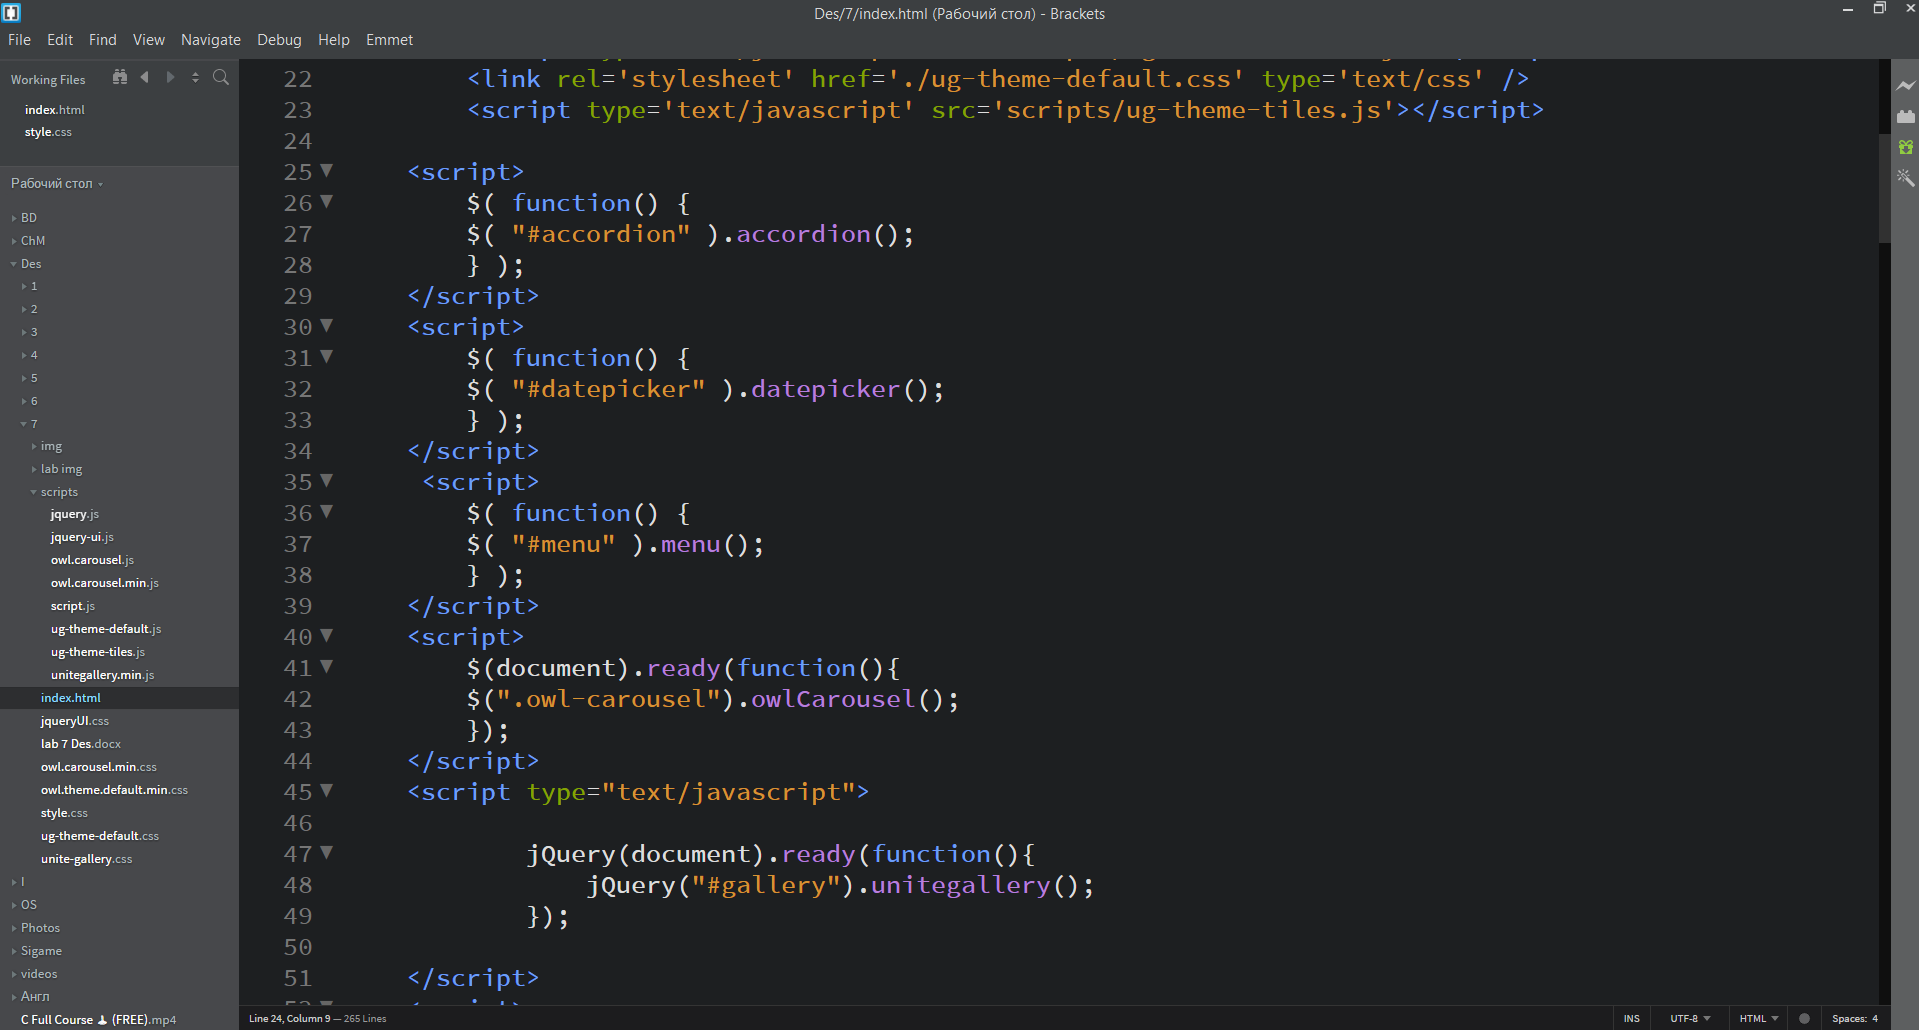 Des/7/index.html (Рабочий стол) - Brackets
File Edit Find View Navigate Debug Help Emmet
Working Files
index.html
style.css
Рабочий стол
BD
ChM
Des
1
2
3
4
5
6
7
img
lab img
scripts
jquery.js
jquery-ui.js
owl.carousel.js
owl.carousel.min.js
script.js
ug-theme-default.js
ug-theme-tiles.js
unitegallery.min.js
index.html
jqueryUI.css
lab 7 Des.docx
owl.carousel.min.css
owl.theme.default.min.css
style.css
ug-theme-default.css
unite-gallery.css
I
OS
Photos
Sigame
videos
Англ
C Full Course (FREE).mp4
22 <link rel='stylesheet' href='./ug-theme-default.css' type='text/css' />
23 <script type='text/javascript' src='scripts/ug-theme-tiles.js'></script>
24
25 <script>
26 $( function() {
27 $( "#accordion" ).accordion();
28 } );
29 </script>
30 <script>
31 $( function() {
32 $( "#datepicker" ).datepicker();
33 } );
34 </script>
35 <script>
36 $( function() {
37 $( "#menu" ).menu();
38 } );
39 </script>
40 <script>
41 $(document).ready(function(){
42 $(".owl-carousel").owlCarousel();
43 });
44 </script>
45 <script type="text/javascript">
46
47 jQuery(document).ready(function(){
48 jQuery("#gallery").unitegallery();
49 });
50
51 </script>
Line 24, Column 9 — 265 Lines
INS UTF-8 HTML Spaces: 4